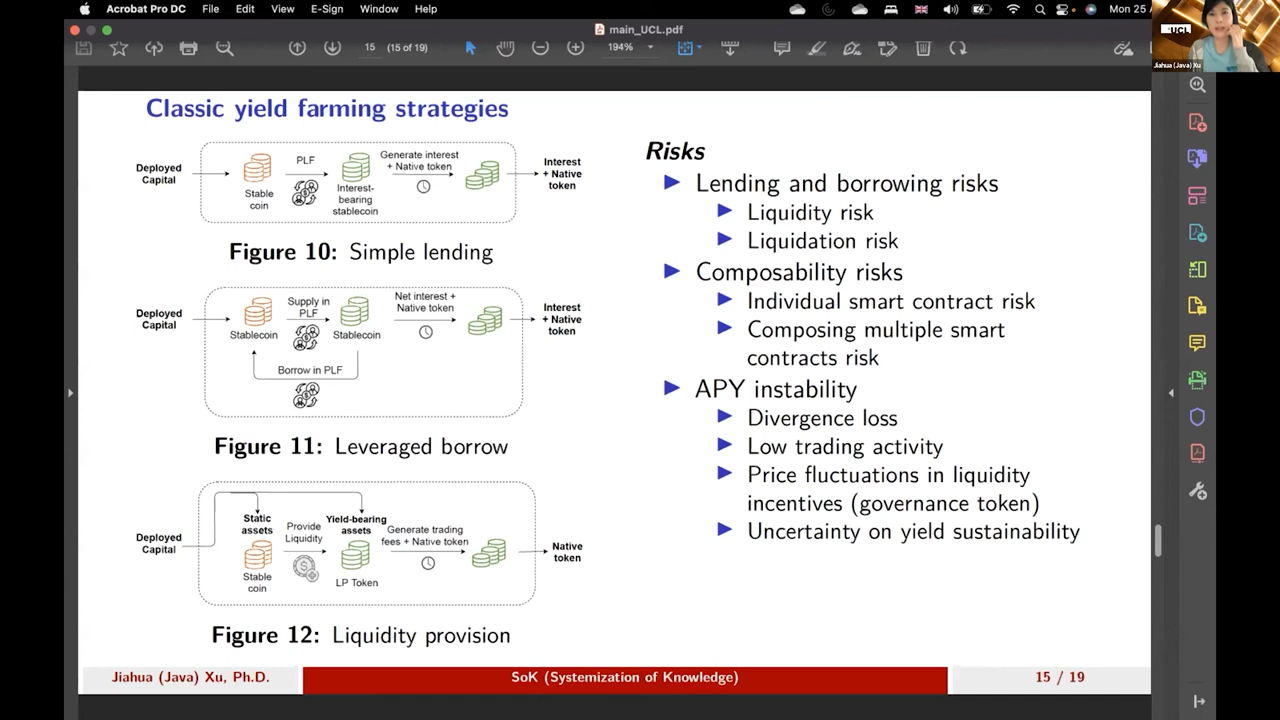 Acrobat Pro DC File Edit View E-Sign Window Help Mon 25
main_UCL.pdf
15 (15 of 19) 194%
UCL
Jiahua (Java) Xu
Classic yield farming strategies
Deployed
Capital
Stable
coin
PLF
Interest-
bearing
stablecoin
Generate interest
+ Native token
Interest
+ Native
token
Figure 10: Simple lending
Deployed
Capital
Stablecoin
Supply in
PLF
Stablecoin
Net interest +
Native token
Interest
+ Native
token
Borrow in PLF
Figure 11: Leveraged borrow
Deployed
Capital
Static
assets
Stable
coin
Provide
Liquidity
Yield-bearing
assets
LP Token
Generate trading
fees + Native token
Native
token
Figure 12: Liquidity provision
Risks
Lending and borrowing risks
Liquidity risk
Liquidation risk
Composability risks
Individual smart contract risk
Composing multiple smart
contracts risk
APY instability
Divergence loss
Low trading activity
Price fluctuations in liquidity
incentives (governance token)
Uncertainty on yield sustainability
Jiahua (Java) Xu, Ph.D. SoK (Systemization of Knowledge) 15 / 19